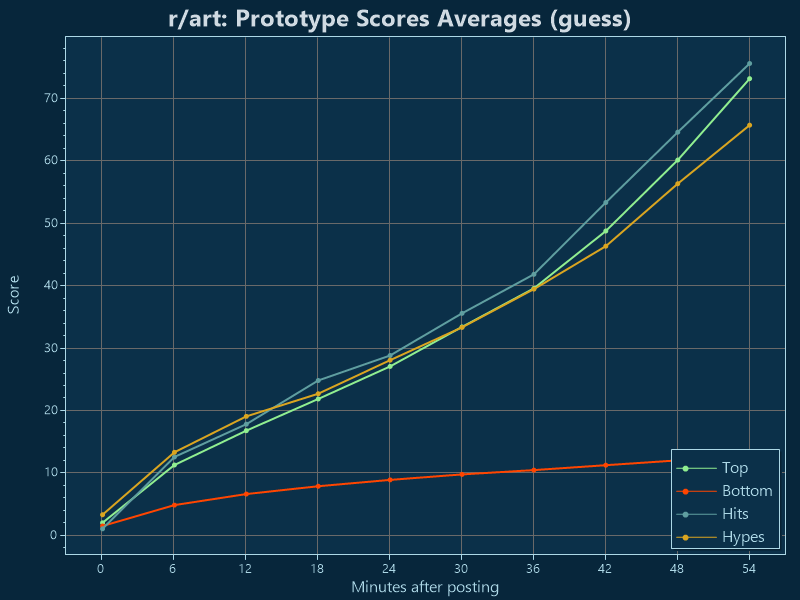 r/art: Prototype Scores Averages (guess)
Score
70
60
50
40
30
20
10
0
0 6 12 18 24 30 36 42 48 54
Minutes after posting
Top
Bottom
Hits
Hypes